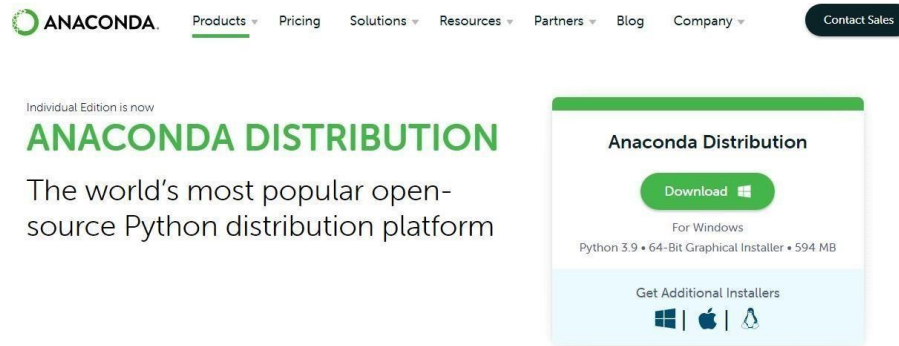 ANACONDA.
Products Pricing Solutions Resources Partners Blog Company Contact Sales
Individual Edition is now
ANACONDA DISTRIBUTION
The world's most popular open-
source Python distribution platform
Anaconda Distribution
Download
For Windows
Python 3.9 • 64-Bit Graphical Installer • 594 MB
Get Additional Installers